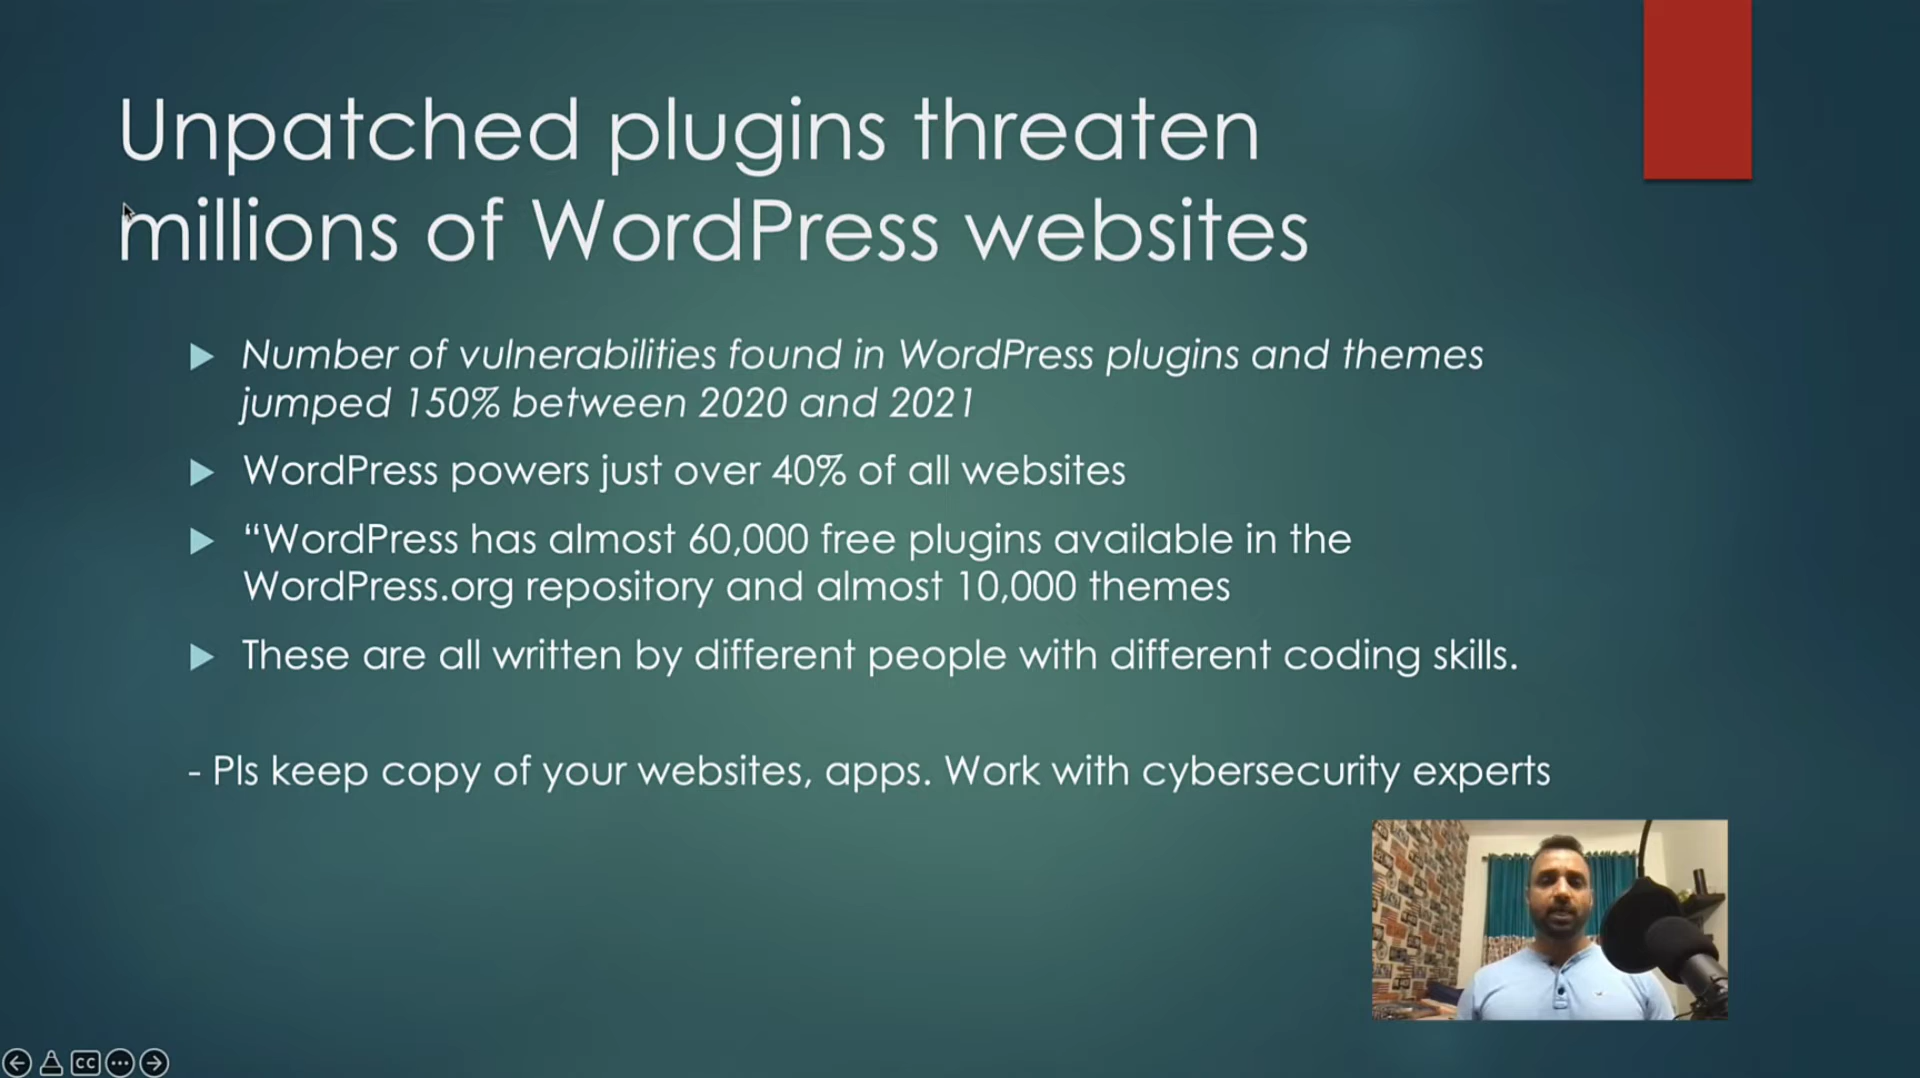 Unpatched plugins threaten
millions of WordPress websites
Number of vulnerabilities found in WordPress plugins and themes
jumped 150% between 2020 and 2021
WordPress powers just over 40% of all websites
“WordPress has almost 60,000 free plugins available in the
WordPress.org repository and almost 10,000 themes
These are all written by different people with different coding skills.
- Pls keep copy of your websites, apps. Work with cybersecurity experts
CC